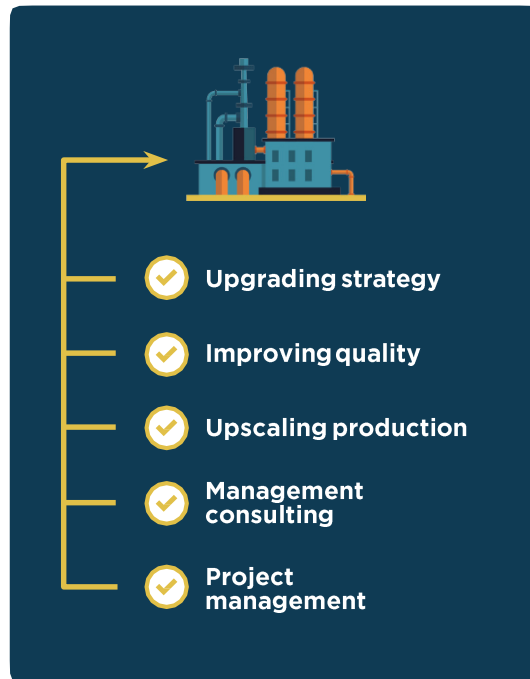 Upgrading strategy
Improving quality
Upscaling production
Management
consulting
Project
management